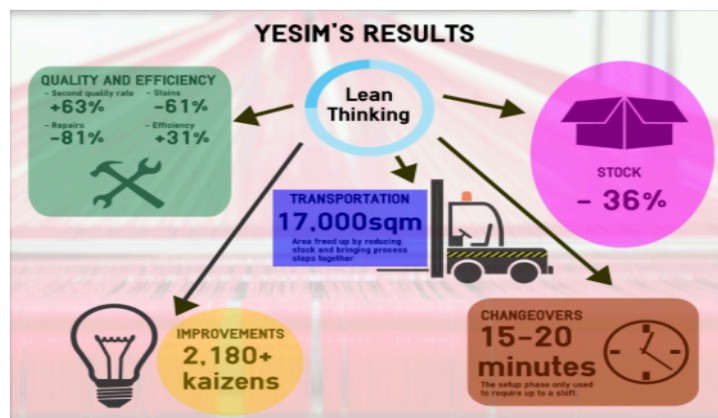 YESIM'S RESULTS
QUALITY AND EFFICIENCY
- Second quality rate
+63%
- Stains
-61%
- Repairs
-81%
- Efficiency
+31%
Lean
Thinking
STOCK
- 36%
TRANSPORTATION
17,000sqm
Area freed up by reducing
stock and bringing process
steps together
IMPROVEMENTS
2,180+
kaizens
CHANGEOVERS
15-20
minutes
The setup phase only used
to require up to a shift.